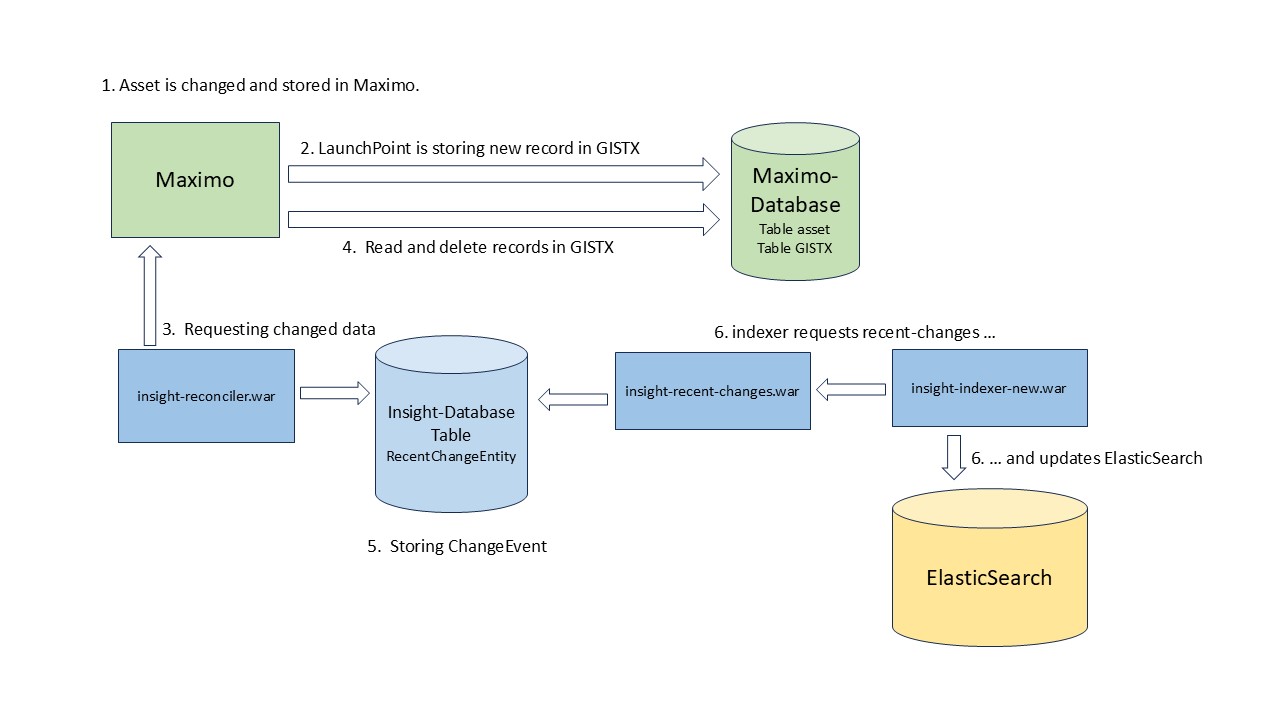 1. Asset is changed and stored in Maximo.
2. LaunchPoint is storing new record in GISTX
Maximo
Maximo-
Database
Table asset
Table GISTX
4.  Read and delete records in GISTX
3.  Requesting changed data
6. indexer requests recent-changes ...
insight-reconciler.war
Insight-Database
Table
RecentChangeEntity
insight-recent-changes.war
insight-indexer-new.war
6. ... and updates ElasticSearch
5.  Storing ChangeEvent
ElasticSearch